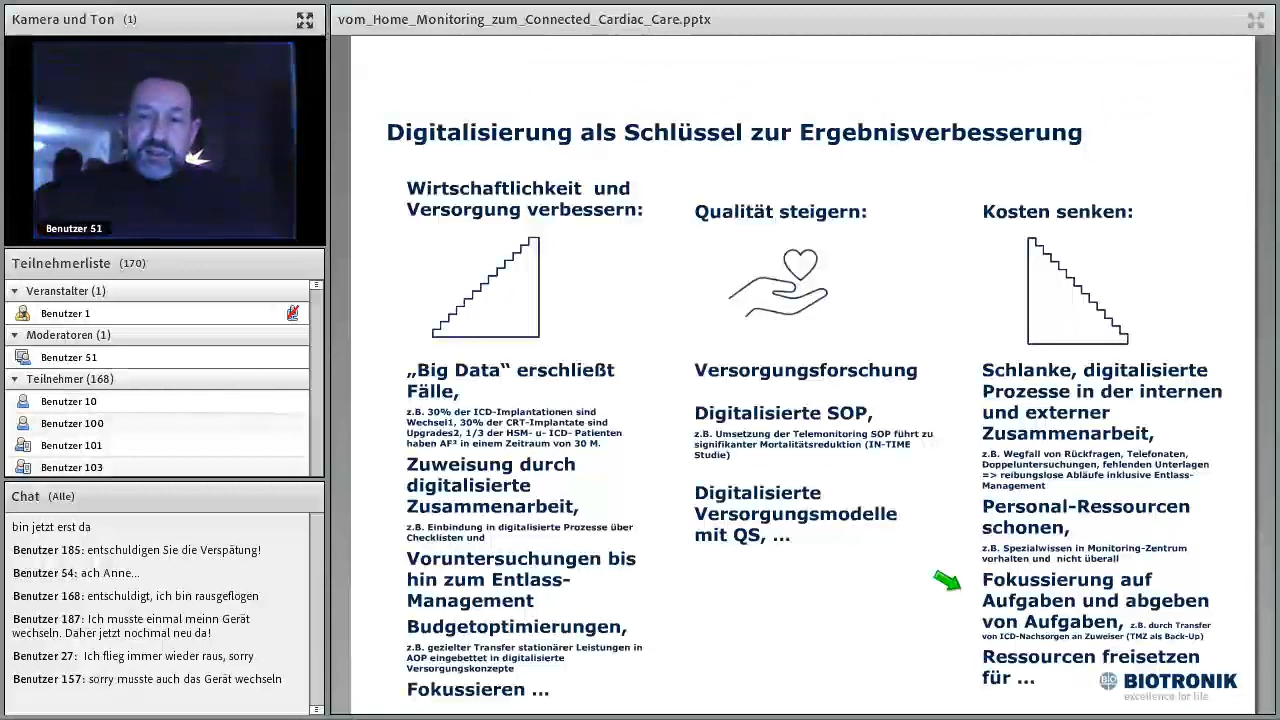 Kamera und Ton (1)
Benutzer 51
Teilnehmerliste (170)
Veranstalter (1)
Benutzer 1
Moderatoren (1)
Benutzer 51
Teilnehmer (168)
Benutzer 10
Benutzer 100
Benutzer 101
Benutzer 103
Chat (Alle)
bin jetzt erst da
Benutzer 185: entschuldigen Sie die Verspätung!
Benutzer 54: ach Anne...
Benutzer 168: entschuldigt, ich bin rausgeflogen
Benutzer 187: Ich musste einmal meinn Gerät
wechseln. Daher jetzt nochmal neu da!
Benutzer 27: Ich flieg immer wieder raus, sorry
Benutzer 157: sorry musste auch das Gerät wechseln
vom_Home_Monitoring_zum_Connected_Cardiac_Care.pptx
Digitalisierung als Schlüssel zur Ergebnisverbesserung
Wirtschaftlichkeit und
Versorgung verbessern:
„Big Data“ erschließt
Fälle,
z.B. 30% der ICD-Implantationen sind
Wechsel1, 30% der CRT-Implantate sind
Upgrades2, 1/3 der HSM- u- ICD- Patienten
haben AF³ in einem Zeitraum von 30 M.
Zuweisung durch
digitalisierte
Zusammenarbeit,
z.B. Einbindung in digitalisierte Prozesse über
Checklisten und
Voruntersuchungen bis
hin zum Entlass-
Management
Budgetoptimierungen,
z.B. gezielter Transfer stationärer Leistungen in
AOP eingebettet in digitalisierte
Versorgungskonzepte
Fokussieren ...
Qualität steigern:
Versorgungsforschung
Digitalisierte SOP,
z.B. Umsetzung der Telemonitoring SOP führt zu
signifikanter Mortalitätsreduktion (IN-TIME
Studie)
Digitalisierte
Versorgungsmodelle
mit QS, ...
Kosten senken:
Schlanke, digitalisierte
Prozesse in der internen
und externer
Zusammenarbeit,
z.B. Wegfall von Rückfragen, Telefonaten,
Doppeluntersuchungen, fehlenden Unterlagen
=> reibungslose Abläufe inklusive Entlass-
Management
Personal-Ressourcen
schonen,
z.B. Spezialwissen in Monitoring-Zentrum
vorhalten und nicht überall
Fokussierung auf
Aufgaben und abgeben
von Aufgaben, z.B. durch Transfer
von ICD-Nachsorgen an Zuweiser (TMZ als Back-Up)
Ressourcen freisetzen
für ...
BIO BIOTRONIK
excellence for life